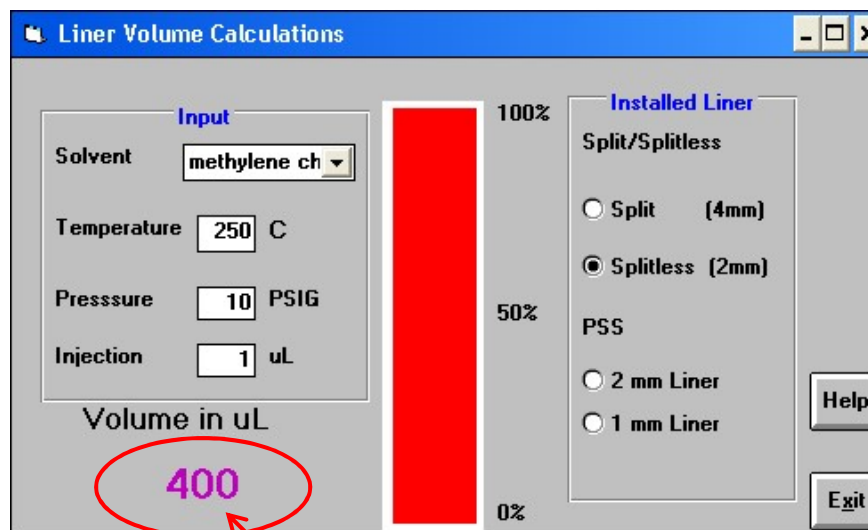 Liner Volume Calculations
Input
Solvent methylene ch
Temperature 250 C
Presssure 10 PSIG
Injection 1 uL
Volume in uL
400
100%
50%
0%
Installed Liner
Split/Splitless
Split (4mm)
Splitless (2mm)
PSS
2 mm Liner
1 mm Liner
Help
Exit